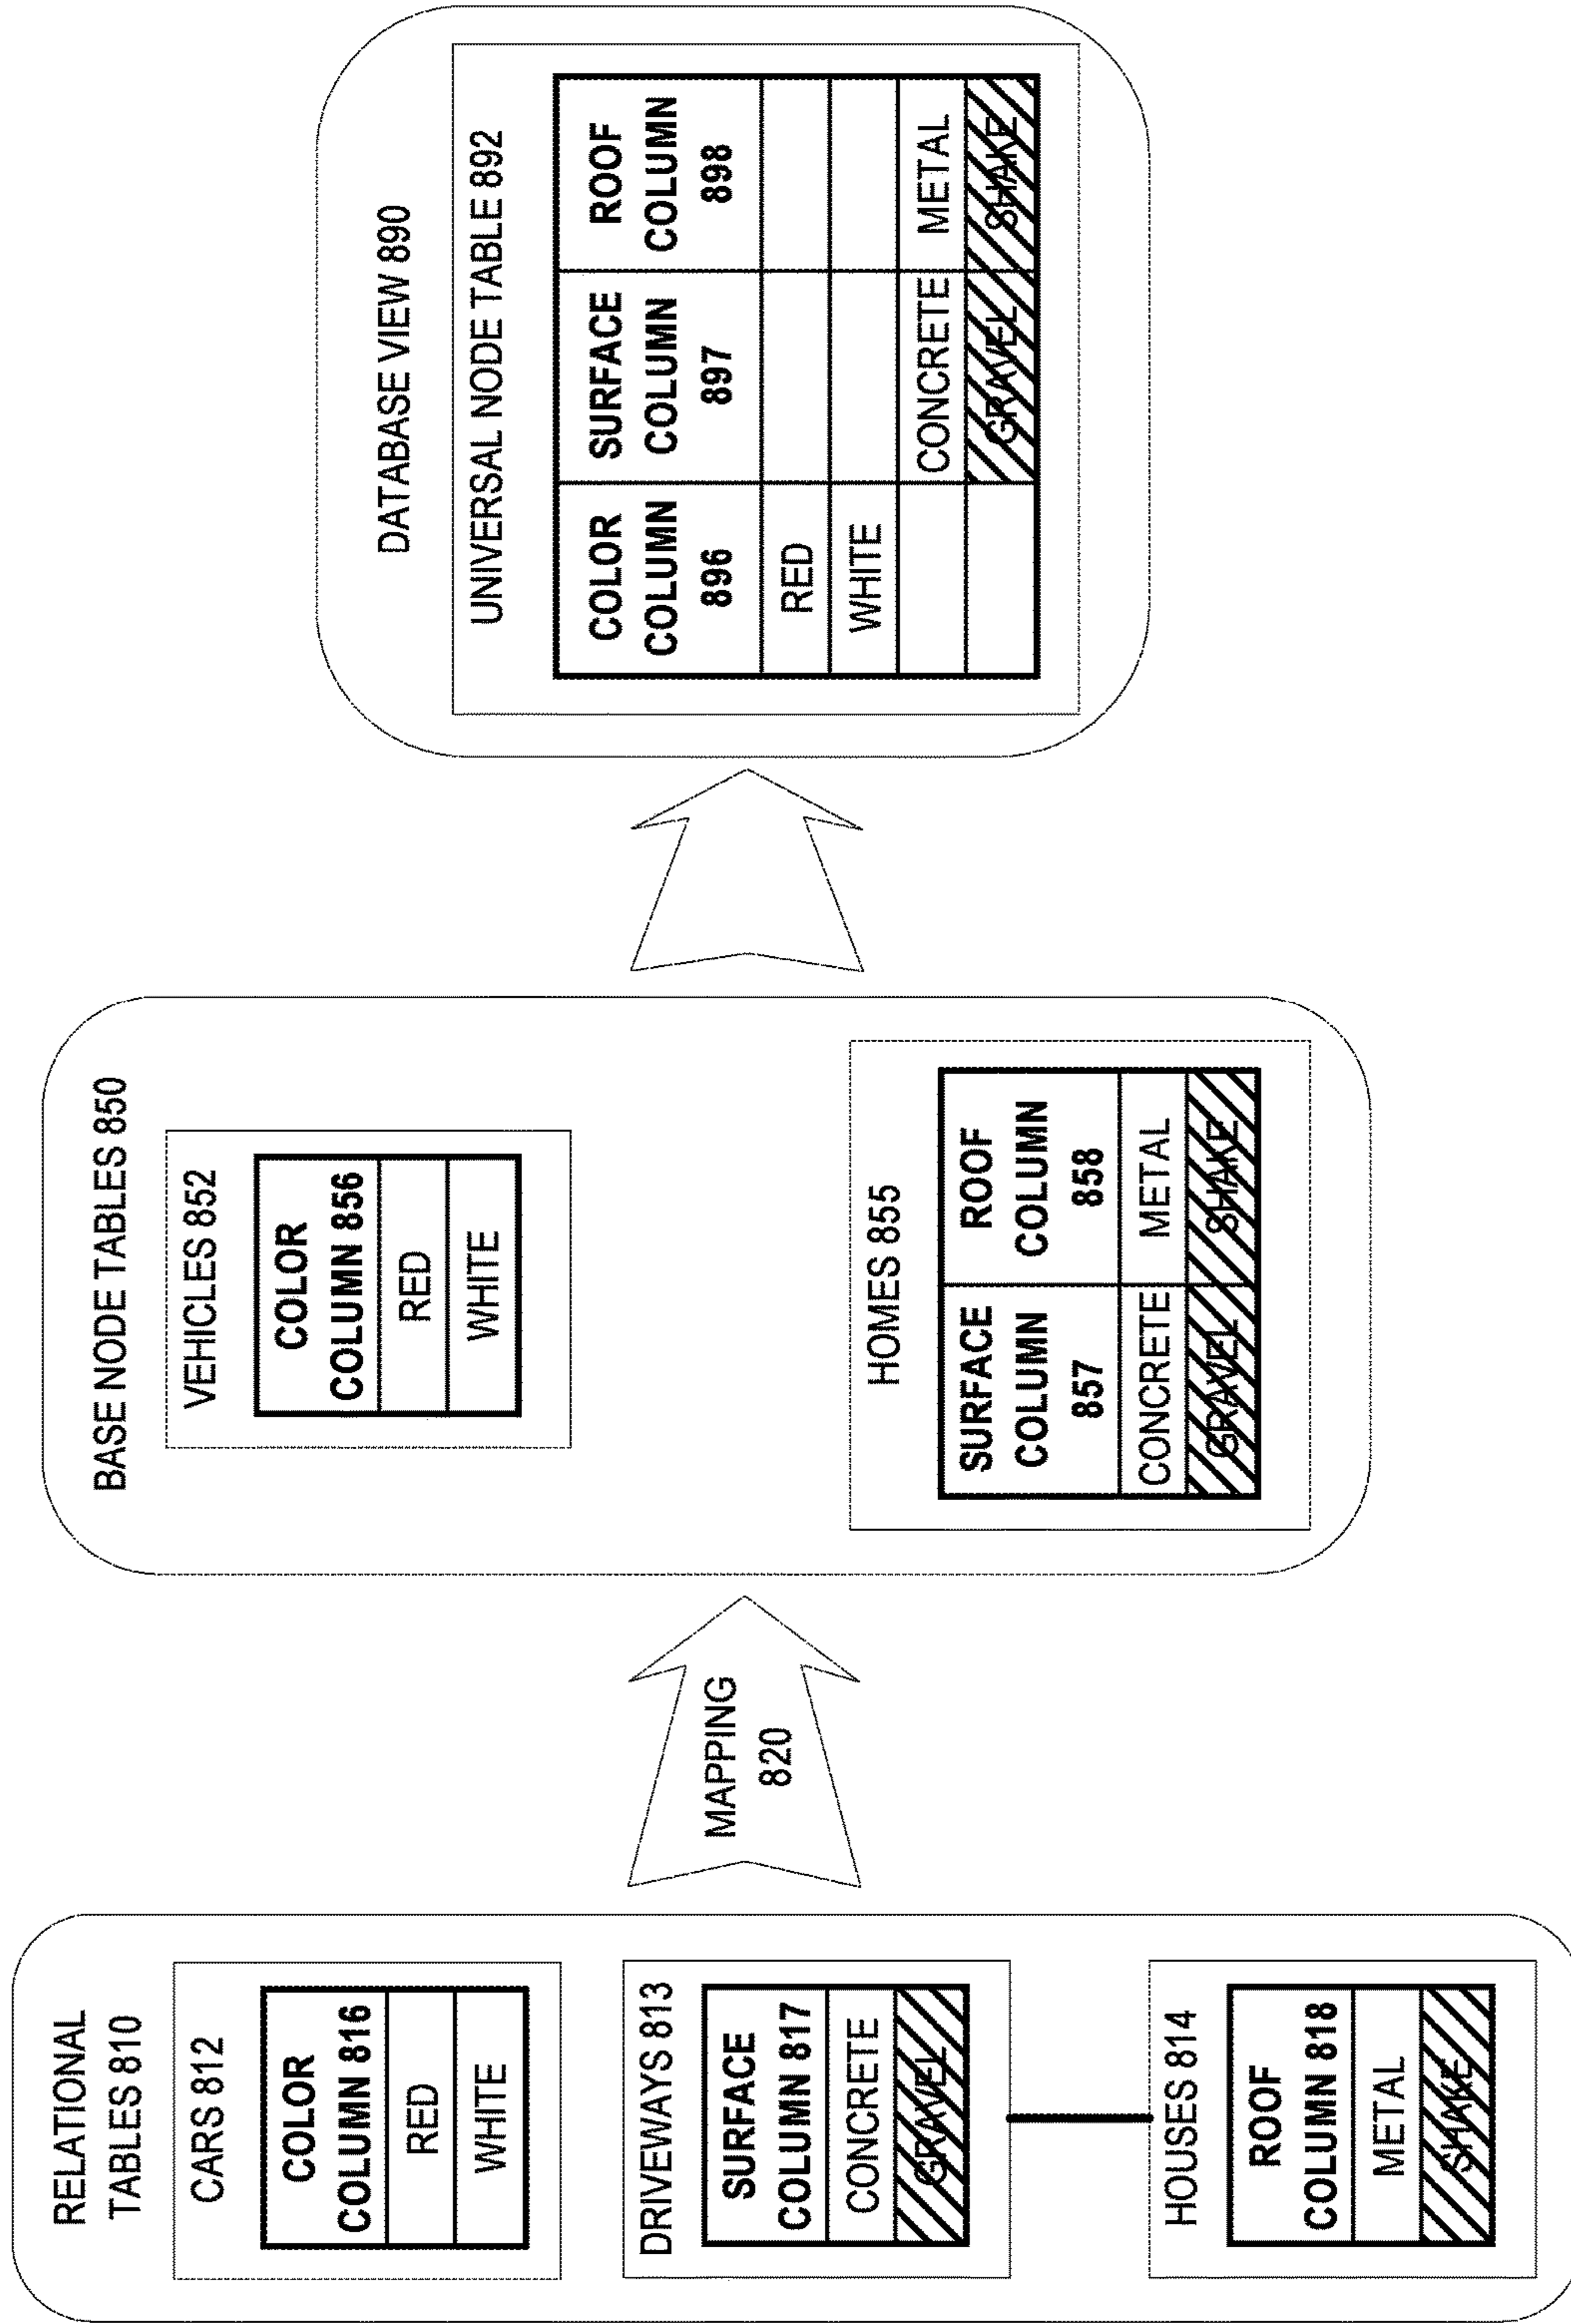 RELATIONAL
TABLES 810
CARS 812
COLOR
COLUMN 816
RED
WHITE
DRIVEWAYS 813
SURFACE
COLUMN 817
CONCRETE
GRAVEL
HOUSES 814
ROOF
COLUMN 818
METAL
SHAKE
MAPPING
820
BASE NODE TABLES 850
VEHICLES 852
COLOR
COLUMN 856
RED
WHITE
HOMES 855
SURFACE
COLUMN
857
ROOF
COLUMN
858
CONCRETE
METAL
GRAVEL
SHAKE
DATABASE VIEW 890
UNIVERSAL NODE TABLE 892
COLOR
COLUMN
896
SURFACE
COLUMN
897
ROOF
COLUMN
898
RED
WHITE
CONCRETE
METAL
GRAVEL
SHAKE